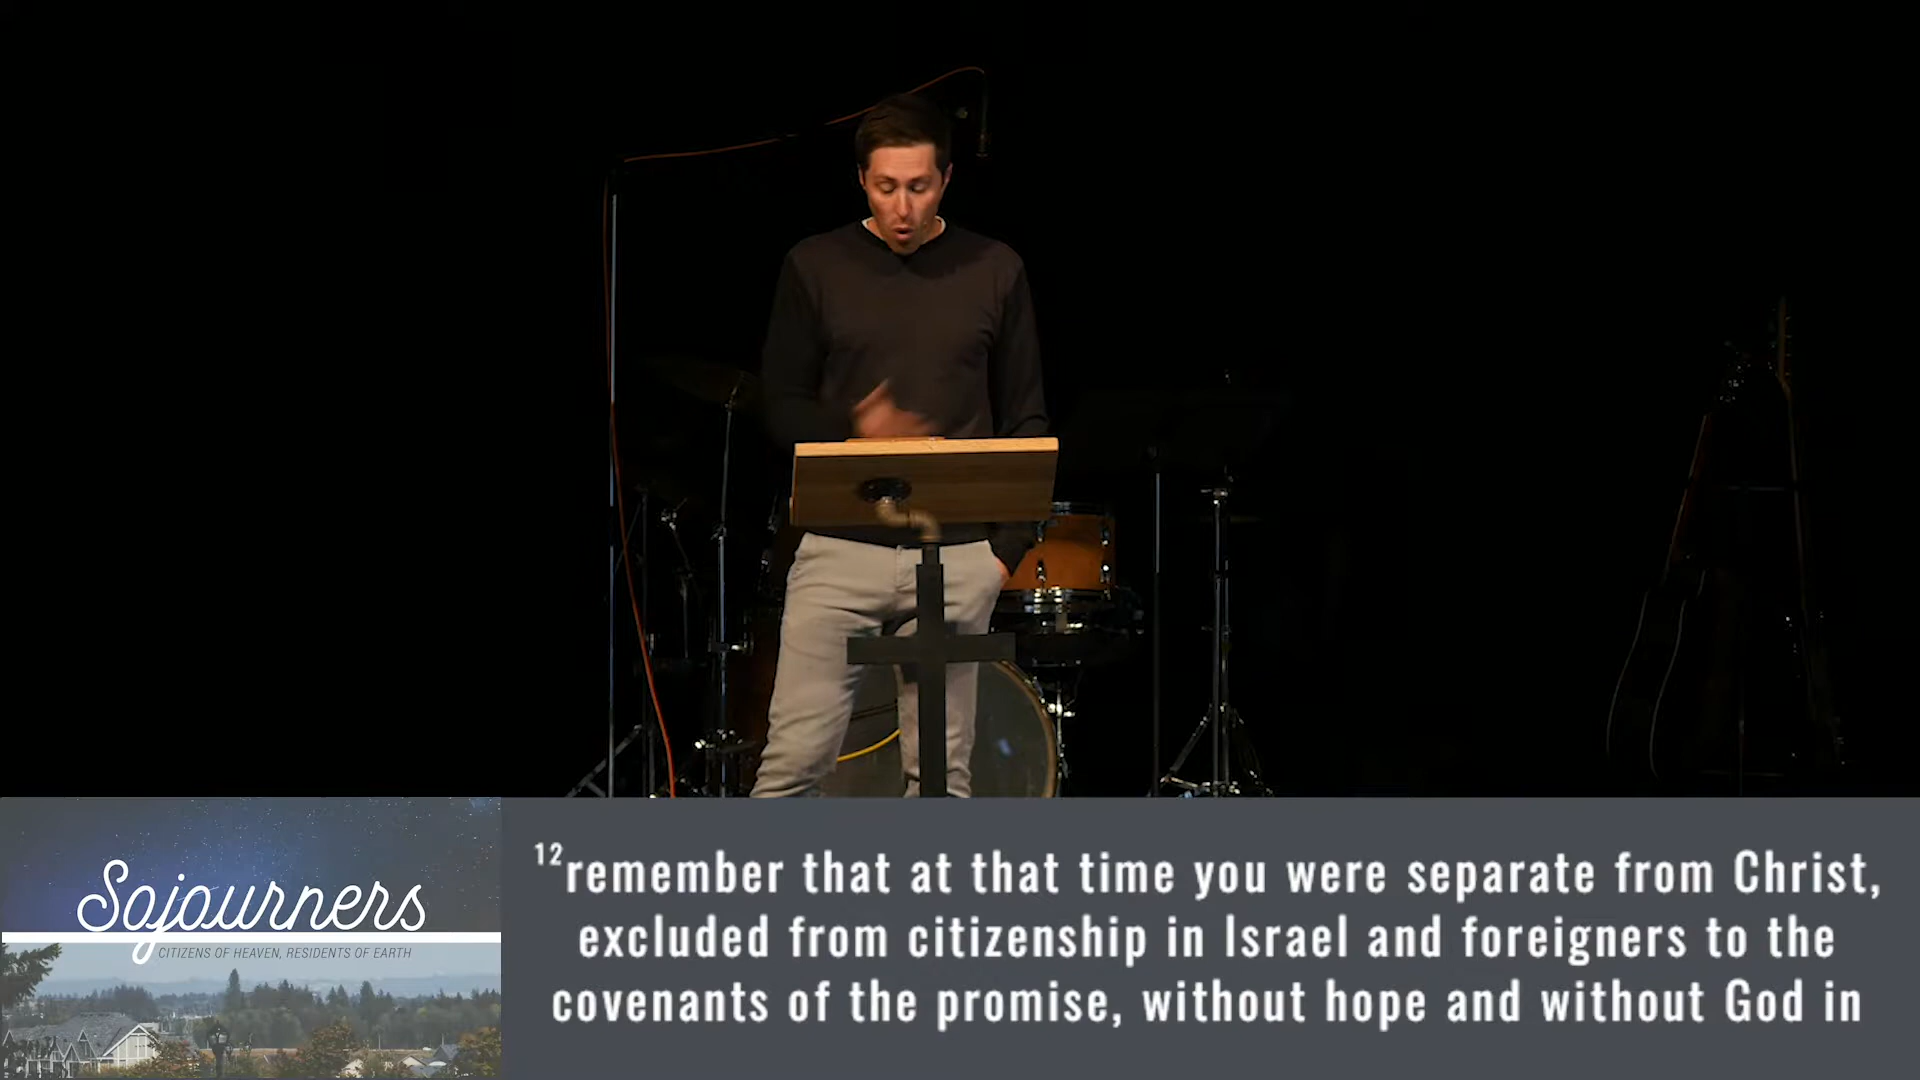 Sojourners
CITIZENS OF HEAVEN, RESIDENTS OF EARTH
12remember that at that time you were separate from Christ,
excluded from citizenship in Israel and foreigners to the
covenants of the promise, without hope and without God in